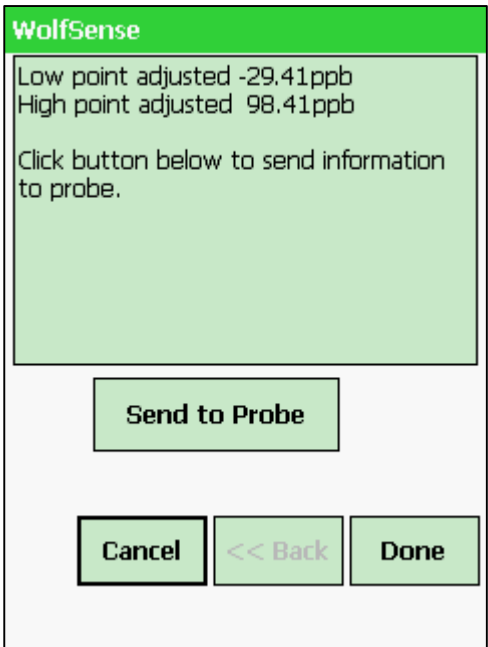 WolfSense
Low point adjusted -29.41ppb
High point adjusted  98.41ppb
Click button below to send information
to probe.
Send to Probe
Cancel
<< Back
Done